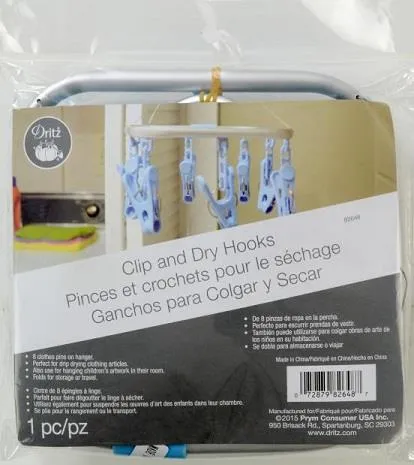 Dritz
82648
Clip and Dry Hooks
Pinces et crochets pour le séchage
Ganchos para Colgar y Secar
• 8 clothes pins on hanger.
• Perfect for drip drying clothing articles.
• Also use for hanging children's artwork in their room.
• Folds for storage or travel.
• Cintre de 8 épingles à linge.
• Parfait pour faire dégoutter le linge à sécher.
• Utilisez également pour suspendre les œuvres d'art des enfants dans leur chambre.
• Se plie pour le rangement ou le transport.
• De 8 pinzas de ropa en la percha.
• Perfecto para escurrir prendas de vestir.
• También puede utilizarse para colgar obras de arte de los niños en su habitación.
• Se dobla para almacenarse o viajar
Made in China/Fabriqué en Chine/Hecho en China
0 72879 82648 7
1 pc/pz
Manufactured for/Fabriqué pour/Fabricado para
©2015 Prym Consumer USA Inc.
950 Brisack Rd., Spartanburg, SC 29303
www.dritz.com